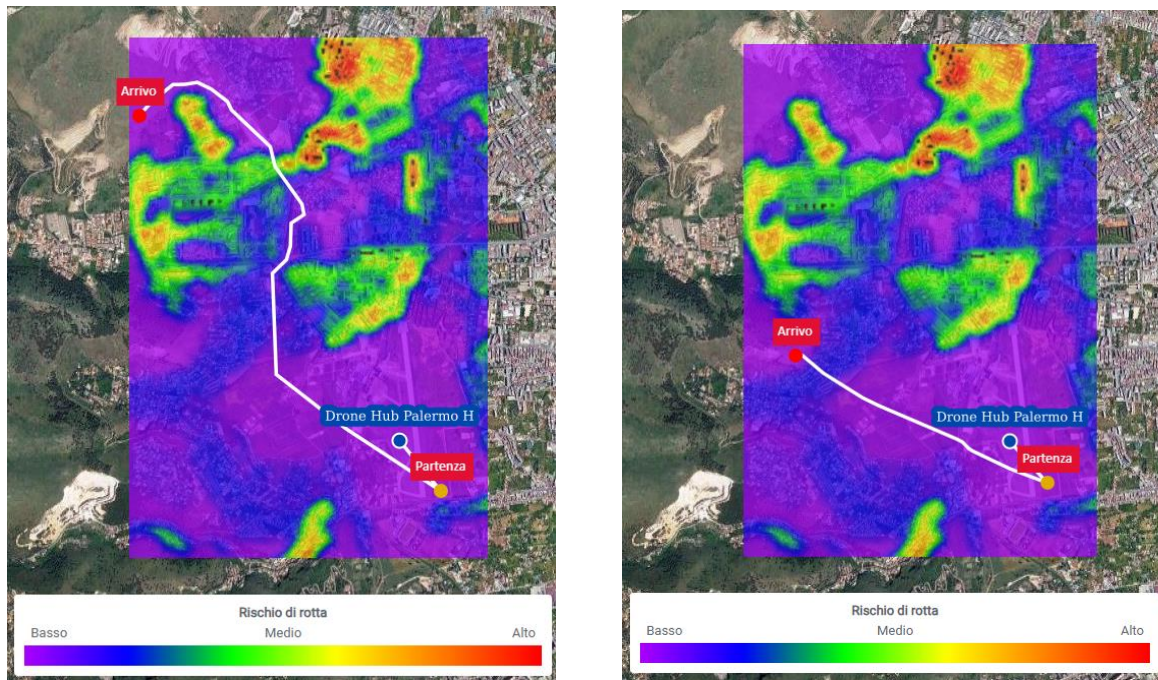 Arrivo
Drone Hub Palermo H
Partenza
Rischio di rotta
Basso Medio Alto
Arrivo
Drone Hub Palermo H
Partenza
Rischio di rotta
Basso Medio Alto